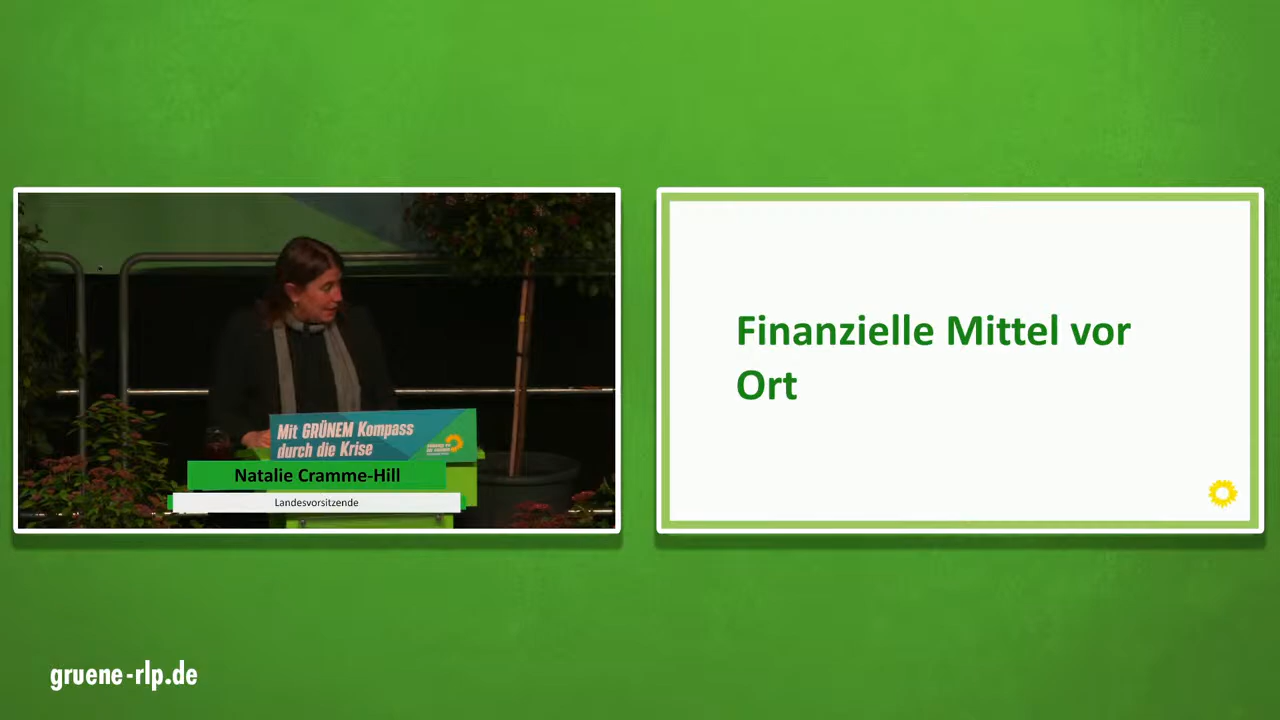 Mit GRÜNEM Kompass
durch die Krise
Natalie Cramme-Hill
Landesvorsitzende
Finanzielle Mittel vor
Ort
gruene-rlp.de